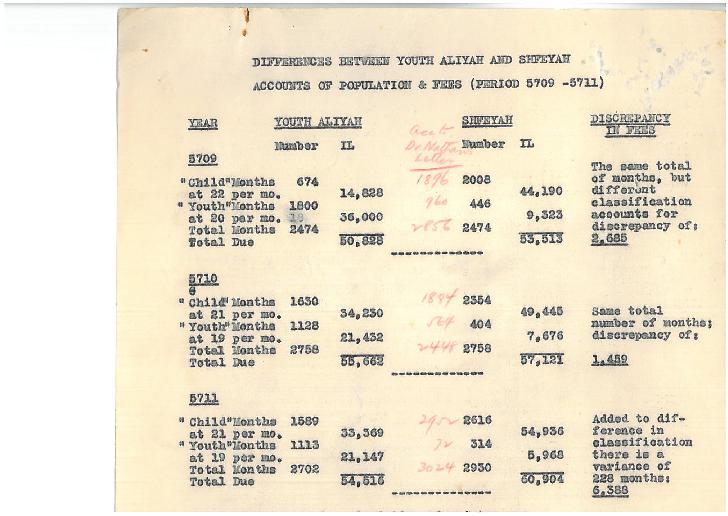 DIFFERENCES BETWEEN YOUTH ALIYAH AND SHFEYAH
ACCOUNTS OF POPULATION & FEES (PERIOD 5709 -5711)
YEAR YOUTH ALIYAH SHFEYAH DISCREPANCY
IN FEES
Number IL Number IL
Letter
5709
"Child"Months 674 1896 2008
at 22 per mo. 14,828 44,190
"Youth"Months 1800 960 446
at 20 per mo. 36,000 9,323
Total Months 2474 2856 2474
Total Due 50,828 53,513
The same total
of months, but
different
classification
accounts for
discrepancy of:
2,685
5710
"Child"Months 1630 1884 2354
at 21 per mo. 34,230 49,445
"Youth"Months 1128 564 404
at 19 per mo. 21,432 7,676
Total Months 2758 2448 2758
Total Due 55,662 57,121
Same total
number of months;
discrepancy of:
1,459
5711
"Child"Months 1589 2952 2616
at 21 per mo. 33,369 54,936
"Youth"Months 1113 72 314
at 19 per mo. 21,147 5,968
Total Months 2702 3024 2930
Total Due 54,516 60,904
Added to dif-
ference in
classification
there is a
variance of
228 months:
6,388